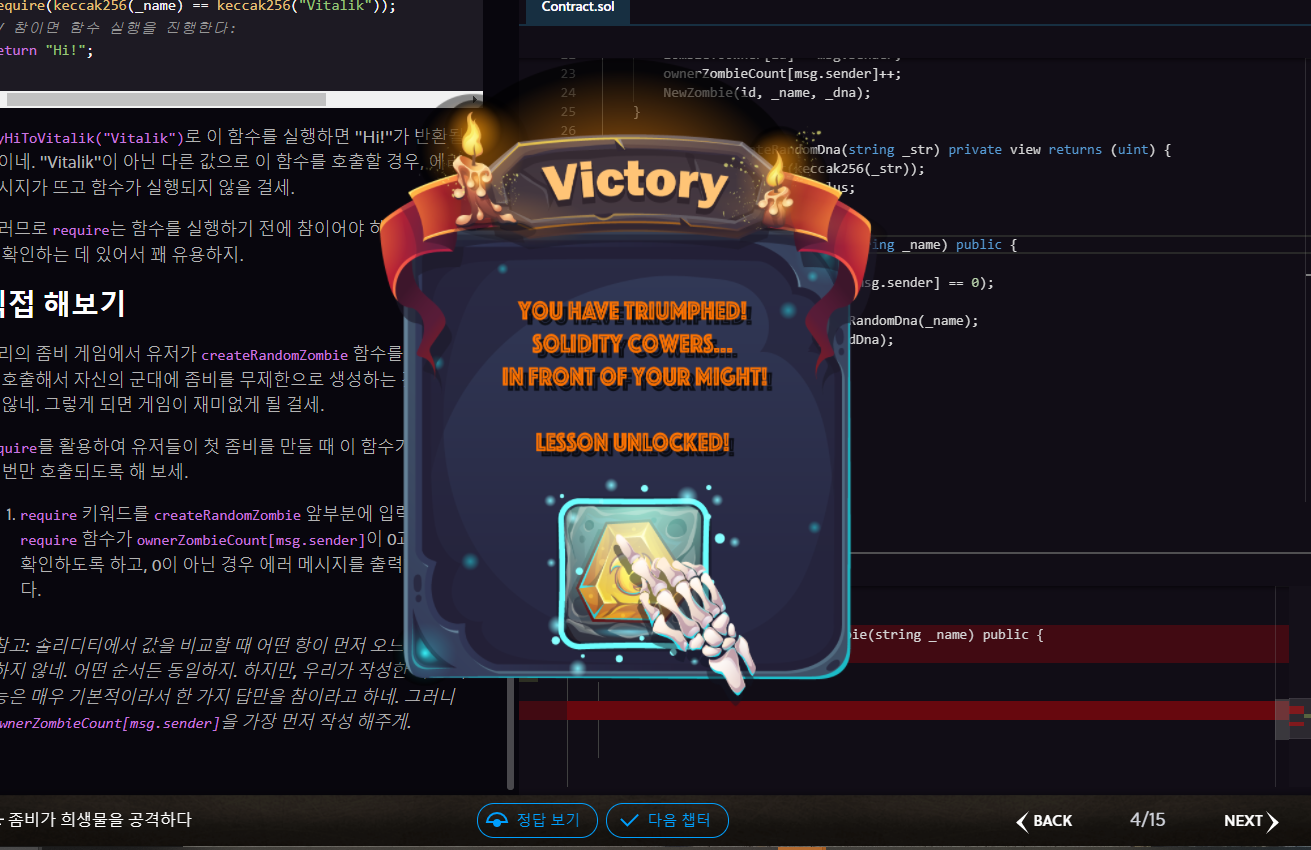 require(keccak256(_name) == keccak256("Vitalik"));
// 참이면 함수 실행을 진행한다:
return "Hi!";
yHiToVitalik("Vitalik")로 이 함수를 실행하면 "Hi!"가 반환될
이네. "Vitalik"이 아닌 다른 값으로 이 함수를 호출할 경우, 에
시지가 뜨고 함수가 실행되지 않을 걸세.
러므로 require는 함수를 실행하기 전에 참이어야 하
확인하는 데 있어서 꽤 유용하지.
직접 해보기
리의 좀비 게임에서 유저가 createRandomZombie 함수를
호출해서 자신의 군대에 좀비를 무제한으로 생성하는
않네. 그렇게 되면 게임이 재미없게 될 걸세.
quire를 활용하여 유저들이 첫 좀비를 만들 때 이 함수가
번만 호출되도록 해 보세.
1. require 키워드를 createRandomZombie 앞부분에 입력
require 함수가 ownerZombieCount[msg.sender]이 0고
확인하도록 하고, 0이 아닌 경우 에러 메시지를 출력
다.
참고: 솔리디티에서 값을 비교할 때 어떤 항이 먼저 오느
하지 않네. 어떤 순서든 동일하지. 하지만, 우리가 작성한
능은 매우 기본적이라서 한 가지 답만을 참이라고 하네. 그러니
wnerZombieCount[msg.sender]을 가장 먼저 작성 해주게.
Contract.sol
23 ownerZombieCount[msg.sender]++;
24 NewZombie(id, _name, _dna);
25 }
26
RandomDna(string _str) private view returns (uint) {
keccak256(_str));
lus;
ing _name) public {
sg.sender] == 0);
RandomDna(_name);
dDna);
Victory
YOU HAVE TRIUMPHED!
SOLIDITY COWERS...
IN FRONT OF YOUR MIGHT!
LESSON UNLOCKED!
bie(string _name) public {
좀비가 희생물을 공격하다
정답 보기
다음 챕터
BACK
4/15
NEXT